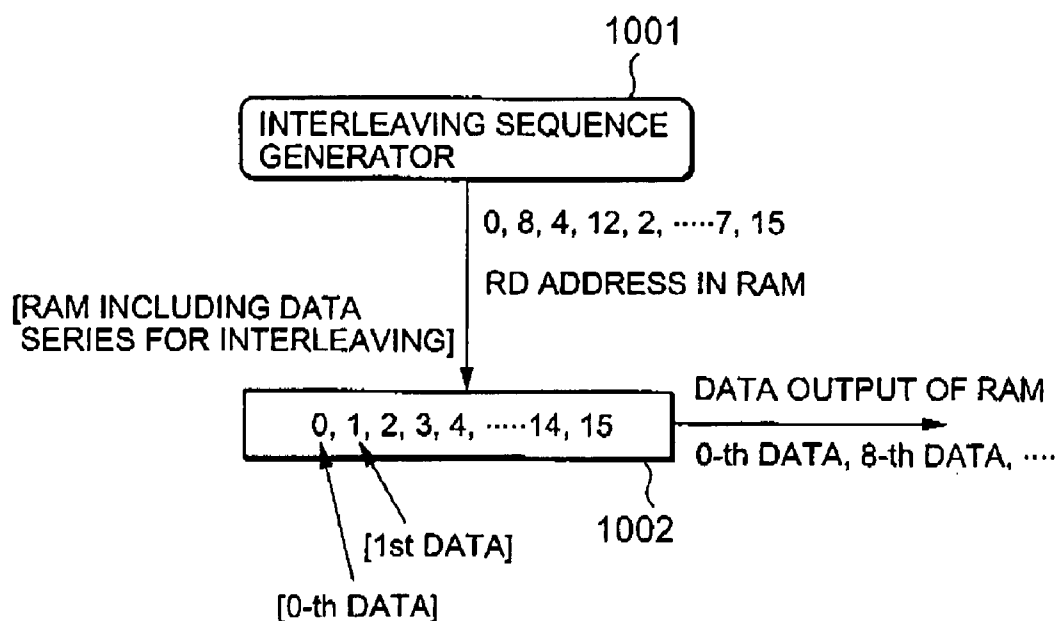 1001
INTERLEAVING SEQUENCE
GENERATOR
0, 8, 4, 12, 2, ·····7, 15
RD ADDRESS IN RAM
[RAM INCLUDING DATA
SERIES FOR INTERLEAVING]
DATA OUTPUT OF RAM
0, 1, 2, 3, 4, ·····14, 15
0-th DATA, 8-th DATA, ····
1002
[1st DATA]
[0-th DATA]